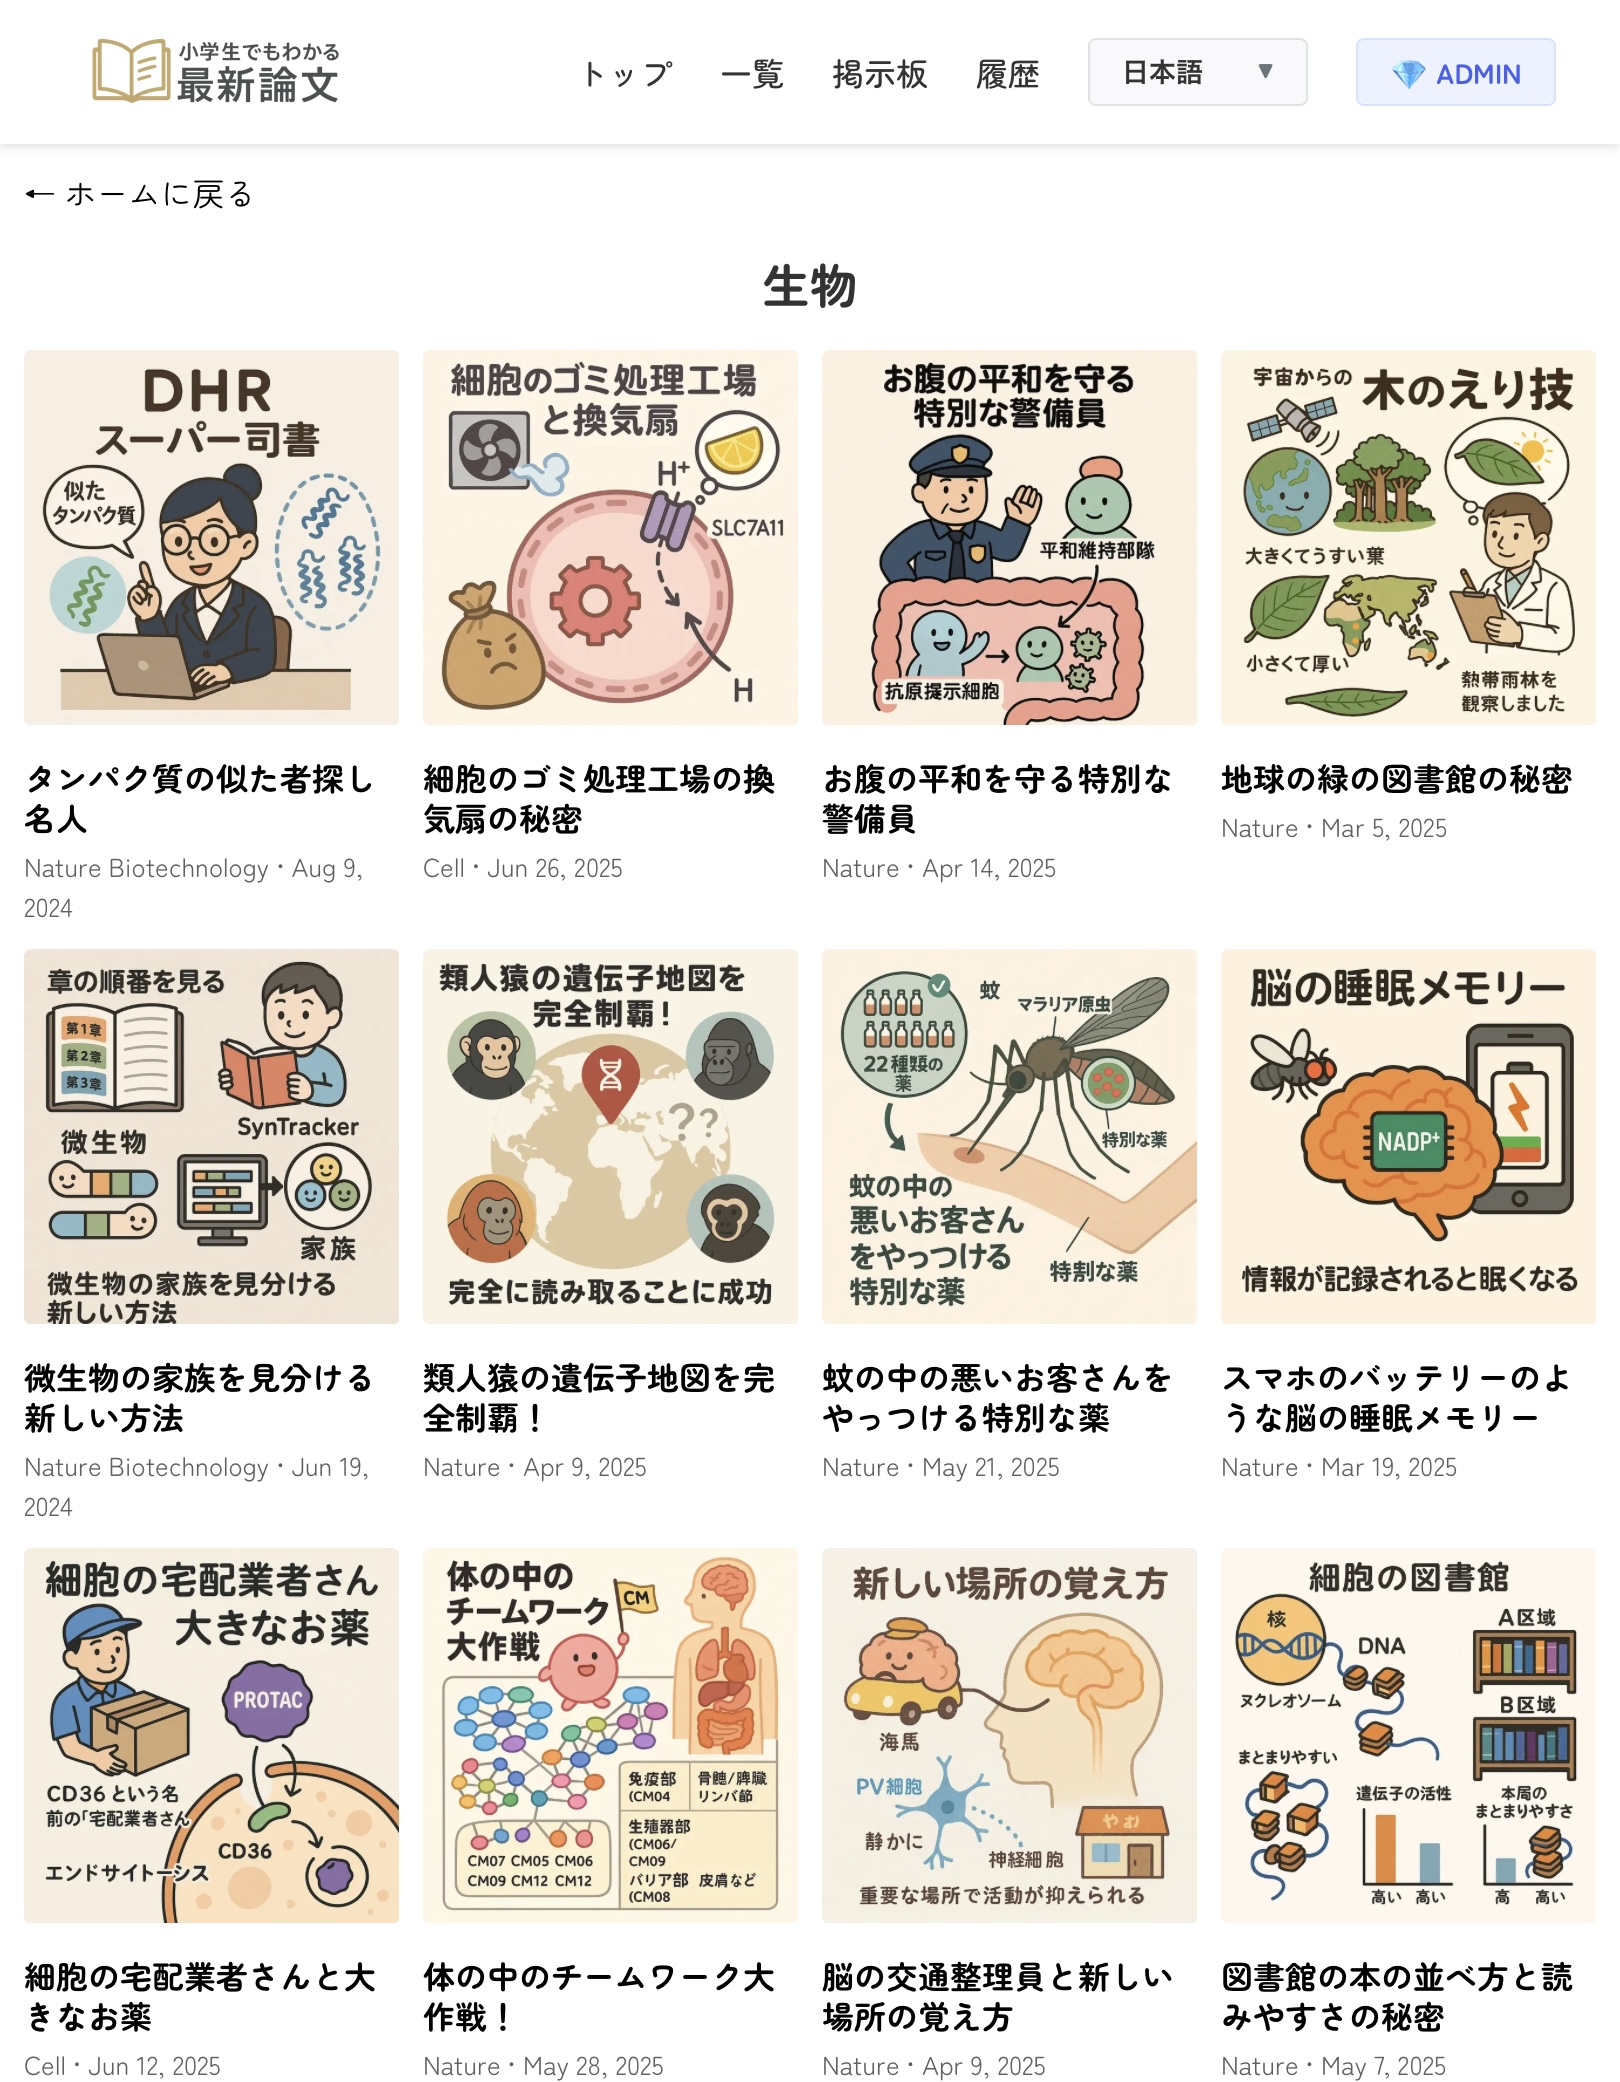 小学生でもわかる
最新論文
トップ 一覧 掲示板 履歴 日本語 ▼ ADMIN
← ホームに戻る
生物
DHR
スーパー司書
似た
タンパク質
タンパク質の似た者探し
名人
Nature Biotechnology・Aug 9,
2024
細胞のゴミ処理工場
と換気扇
H+
SLC7A11
H
細胞のゴミ処理工場の換
気扇の秘密
Cell・Jun 26, 2025
お腹の平和を守る
特別な警備員
平和維持部隊
抗原提示細胞
お腹の平和を守る特別な
警備員
Nature・Apr 14, 2025
宇宙からの
木のえり技
大きくてうすい葉
小さくて厚い
熱帯雨林を
観察しました
地球の緑の図書館の秘密
Nature・Mar 5, 2025
章の順番を見る
第1章
第2章
第3章
SynTracker
微生物
家族
微生物の家族を見分ける
新しい方法
微生物の家族を見分ける
新しい方法
Nature Biotechnology・Jun 19,
2024
類人猿の遺伝子地図を
完全制覇！
??
完全に読み取ることに成功
類人猿の遺伝子地図を完
全制覇！
Nature・Apr 9, 2025
22種類の
薬
蚊
マラリア原虫
特別な薬
蚊の中の
悪いお客さん
をやっつける
特別な薬
特別な薬
蚊の中の悪いお客さんを
やっつける特別な薬
Nature・May 21, 2025
脳の睡眠メモリー
NADP+
情報が記録されると眠くなる
スマホのバッテリーのよ
うな脳の睡眠メモリー
Nature・Mar 19, 2025
細胞の宅配業者さん
大きなお薬
PROTAC
CD36 という名
前の「宅配業者さん
CD36
エンドサイトーシス
細胞の宅配業者さんと大
きなお薬
Cell・Jun 12, 2025
体の中の
チームワーク
大作戦
CM
免疫部
(CM04
骨髄/脾臓
リンパ節
生殖器部
(CM06/
CM09
バリア部 皮膚など
(CM08
CM07 CM05 CM06
CM09 CM12 CM12
体の中のチームワーク大
作戦！
Nature・May 28, 2025
新しい場所の覚え方
海馬
PV細胞
静かに
神経細胞
やお
重要な場所で活動が抑えられる
脳の交通整理員と新しい
場所の覚え方
Nature・Apr 9, 2025
細胞の図書館
核
DNA
ヌクレオソーム
A区域
B区域
まとまりやすい
遺伝子の活性
高い 高い
本局の
まとまりやすさ
高 高い
図書館の本の並べ方と読
みやすさの秘密
Nature・May 7, 2025